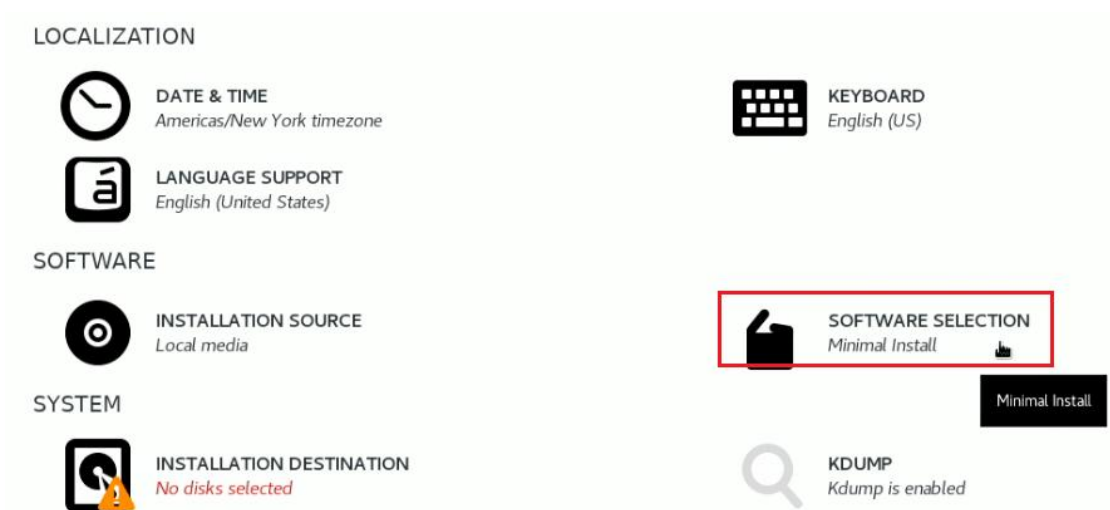 LOCALIZATION
DATE & TIME
Americas/New York timezone
KEYBOARD
English (US)
LANGUAGE SUPPORT
English (United States)
SOFTWARE
INSTALLATION SOURCE
Local media
SOFTWARE SELECTION
Minimal Install
Minimal Install
SYSTEM
INSTALLATION DESTINATION
No disks selected
KDUMP
Kdump is enabled